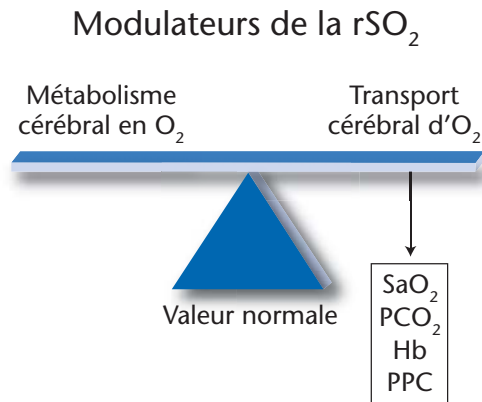 Modulateurs de la rSO₂
Métabolisme
cérébral en O₂
Transport
cérébral d’O₂
Valeur normale
SaO₂
PCO₂
Hb
PPC